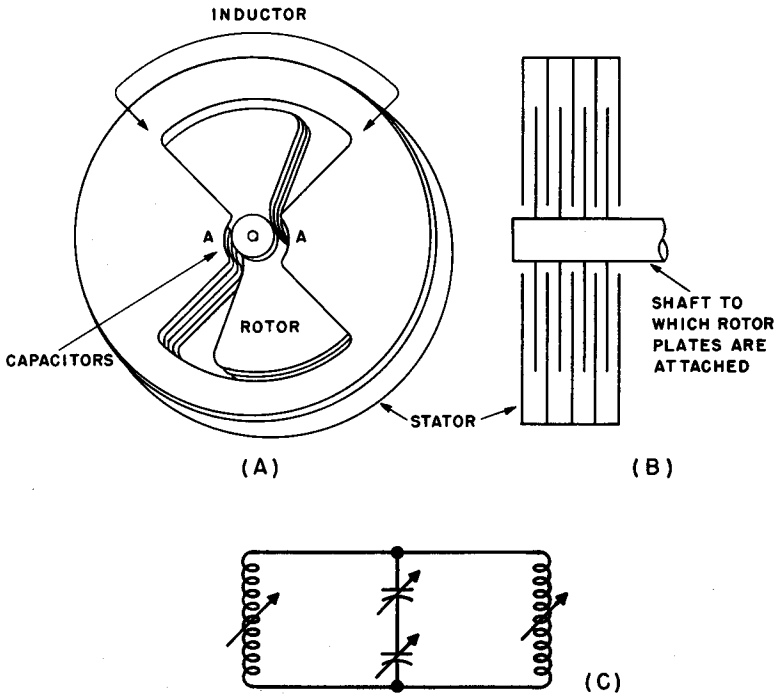 INDUCTOR
A
A
ROTOR
CAPACITORS
STATOR
SHAFT TO
WHICH ROTOR
PLATES ARE
ATTACHED
(A)
(B)
(C)